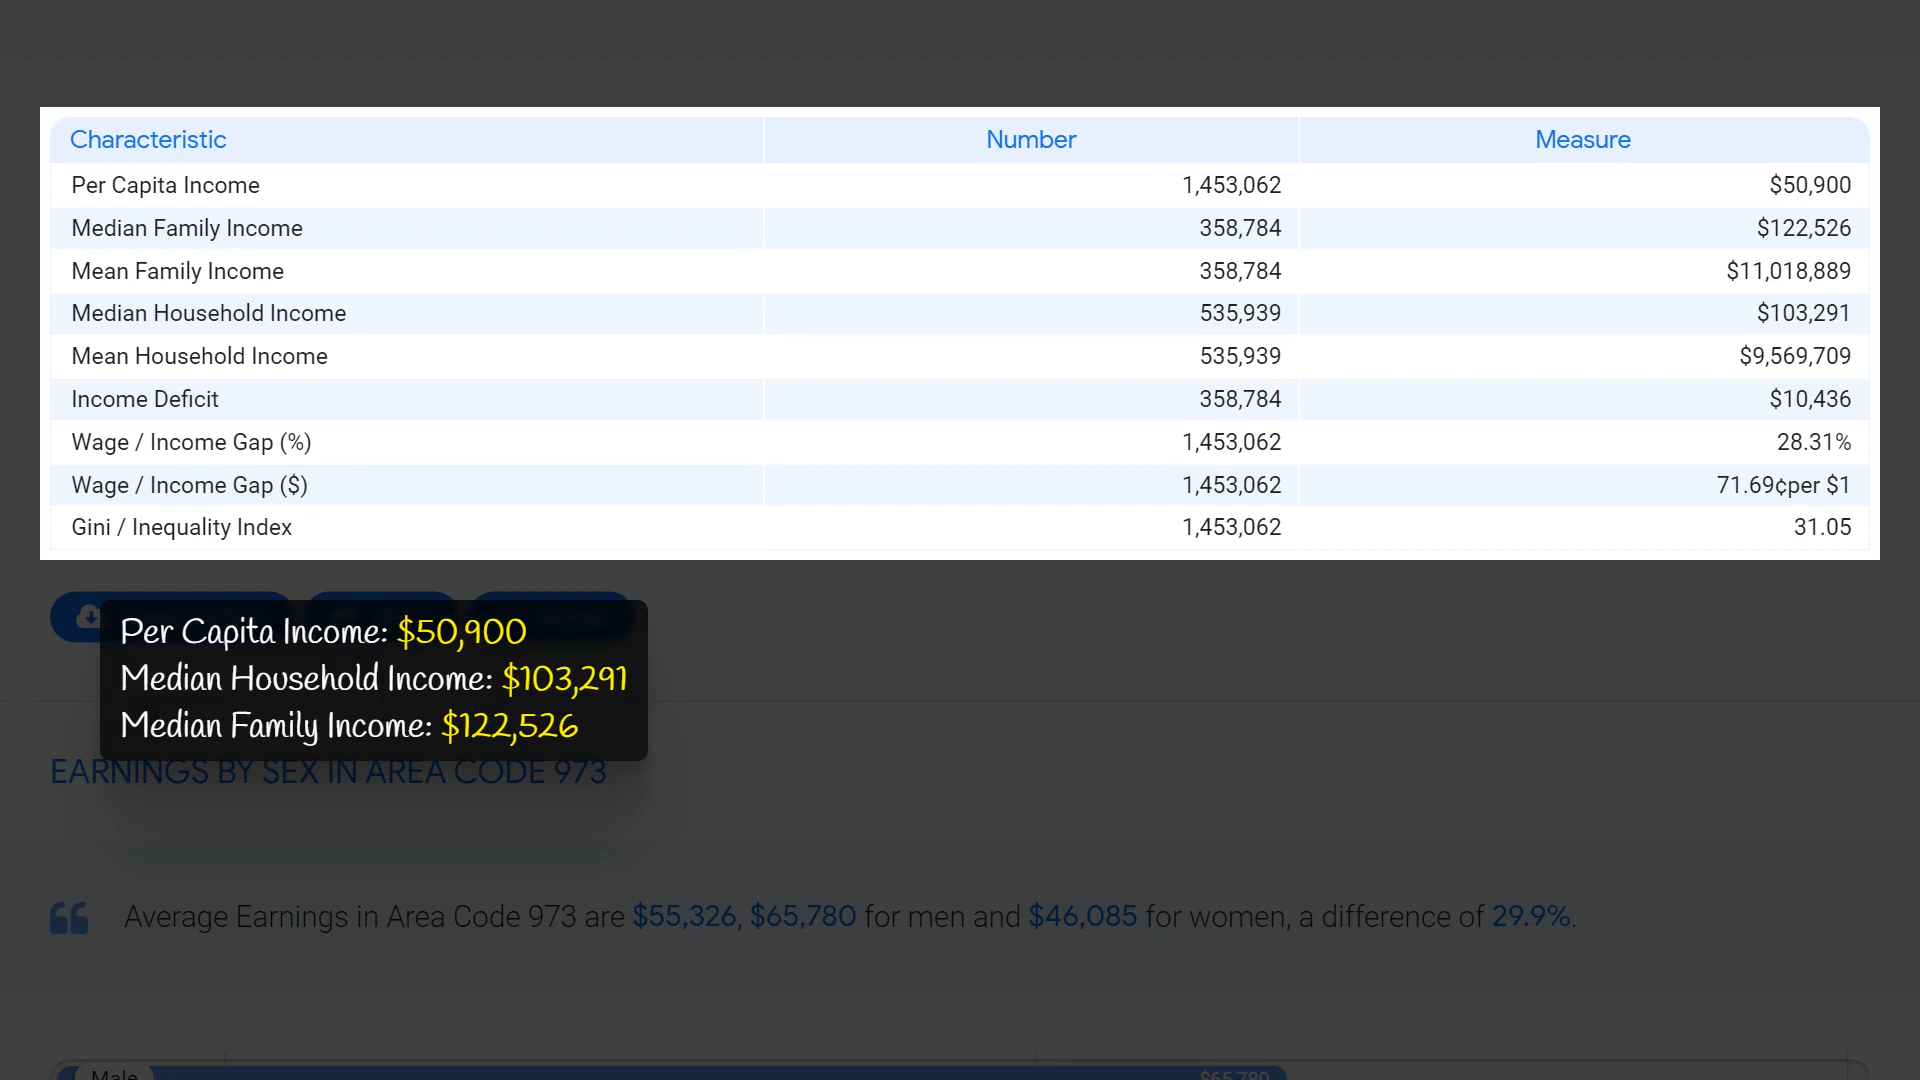 Characteristic Number Measure
Per Capita Income 1,453,062 $50,900
Median Family Income 358,784 $122,526
Mean Family Income 358,784 $11,018,889
Median Household Income 535,939 $103,291
Mean Household Income 535,939 $9,569,709
Income Deficit 358,784 $10,436
Wage / Income Gap (%) 1,453,062 28.31%
Wage / Income Gap ($) 1,453,062 71.69¢per $1
Gini / Inequality Index 1,453,062 31.05
Per Capita Income: $50,900
Median Household Income: $103,291
Median Family Income: $122,526
EARNINGS BY SEX IN AREA CODE 973
Average Earnings in Area Code 973 are $55,326, $65,780 for men and $46,085 for women, a difference of 29.9%.
Male $65,780